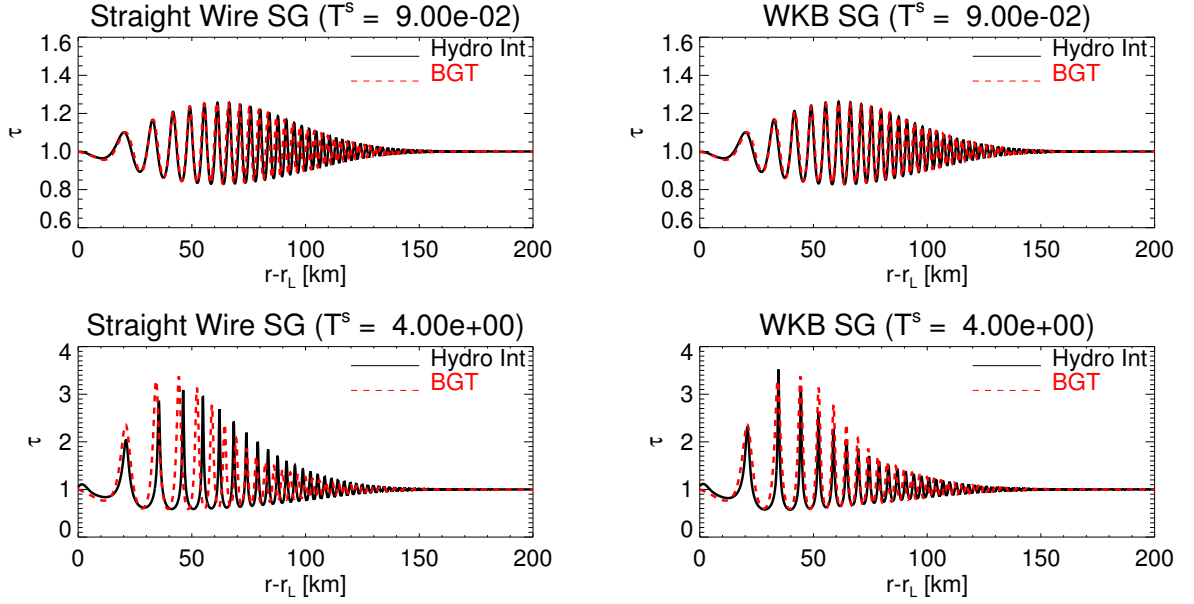 Straight Wire SG (T^s = 9.00e-02)
1.6
1.4
1.2
1.0
0.8
0.6
τ
Hydro Int
BGT
0 50 100 150 200
r-r_L [km]
WKB SG (T^s = 9.00e-02)
1.6
1.4
1.2
1.0
0.8
0.6
τ
Hydro Int
BGT
0 50 100 150 200
r-r_L [km]
Straight Wire SG (T^s = 4.00e+00)
4
3
2
1
0
τ
Hydro Int
BGT
0 50 100 150 200
r-r_L [km]
WKB SG (T^s = 4.00e+00)
4
3
2
1
0
τ
Hydro Int
BGT
0 50 100 150 200
r-r_L [km]